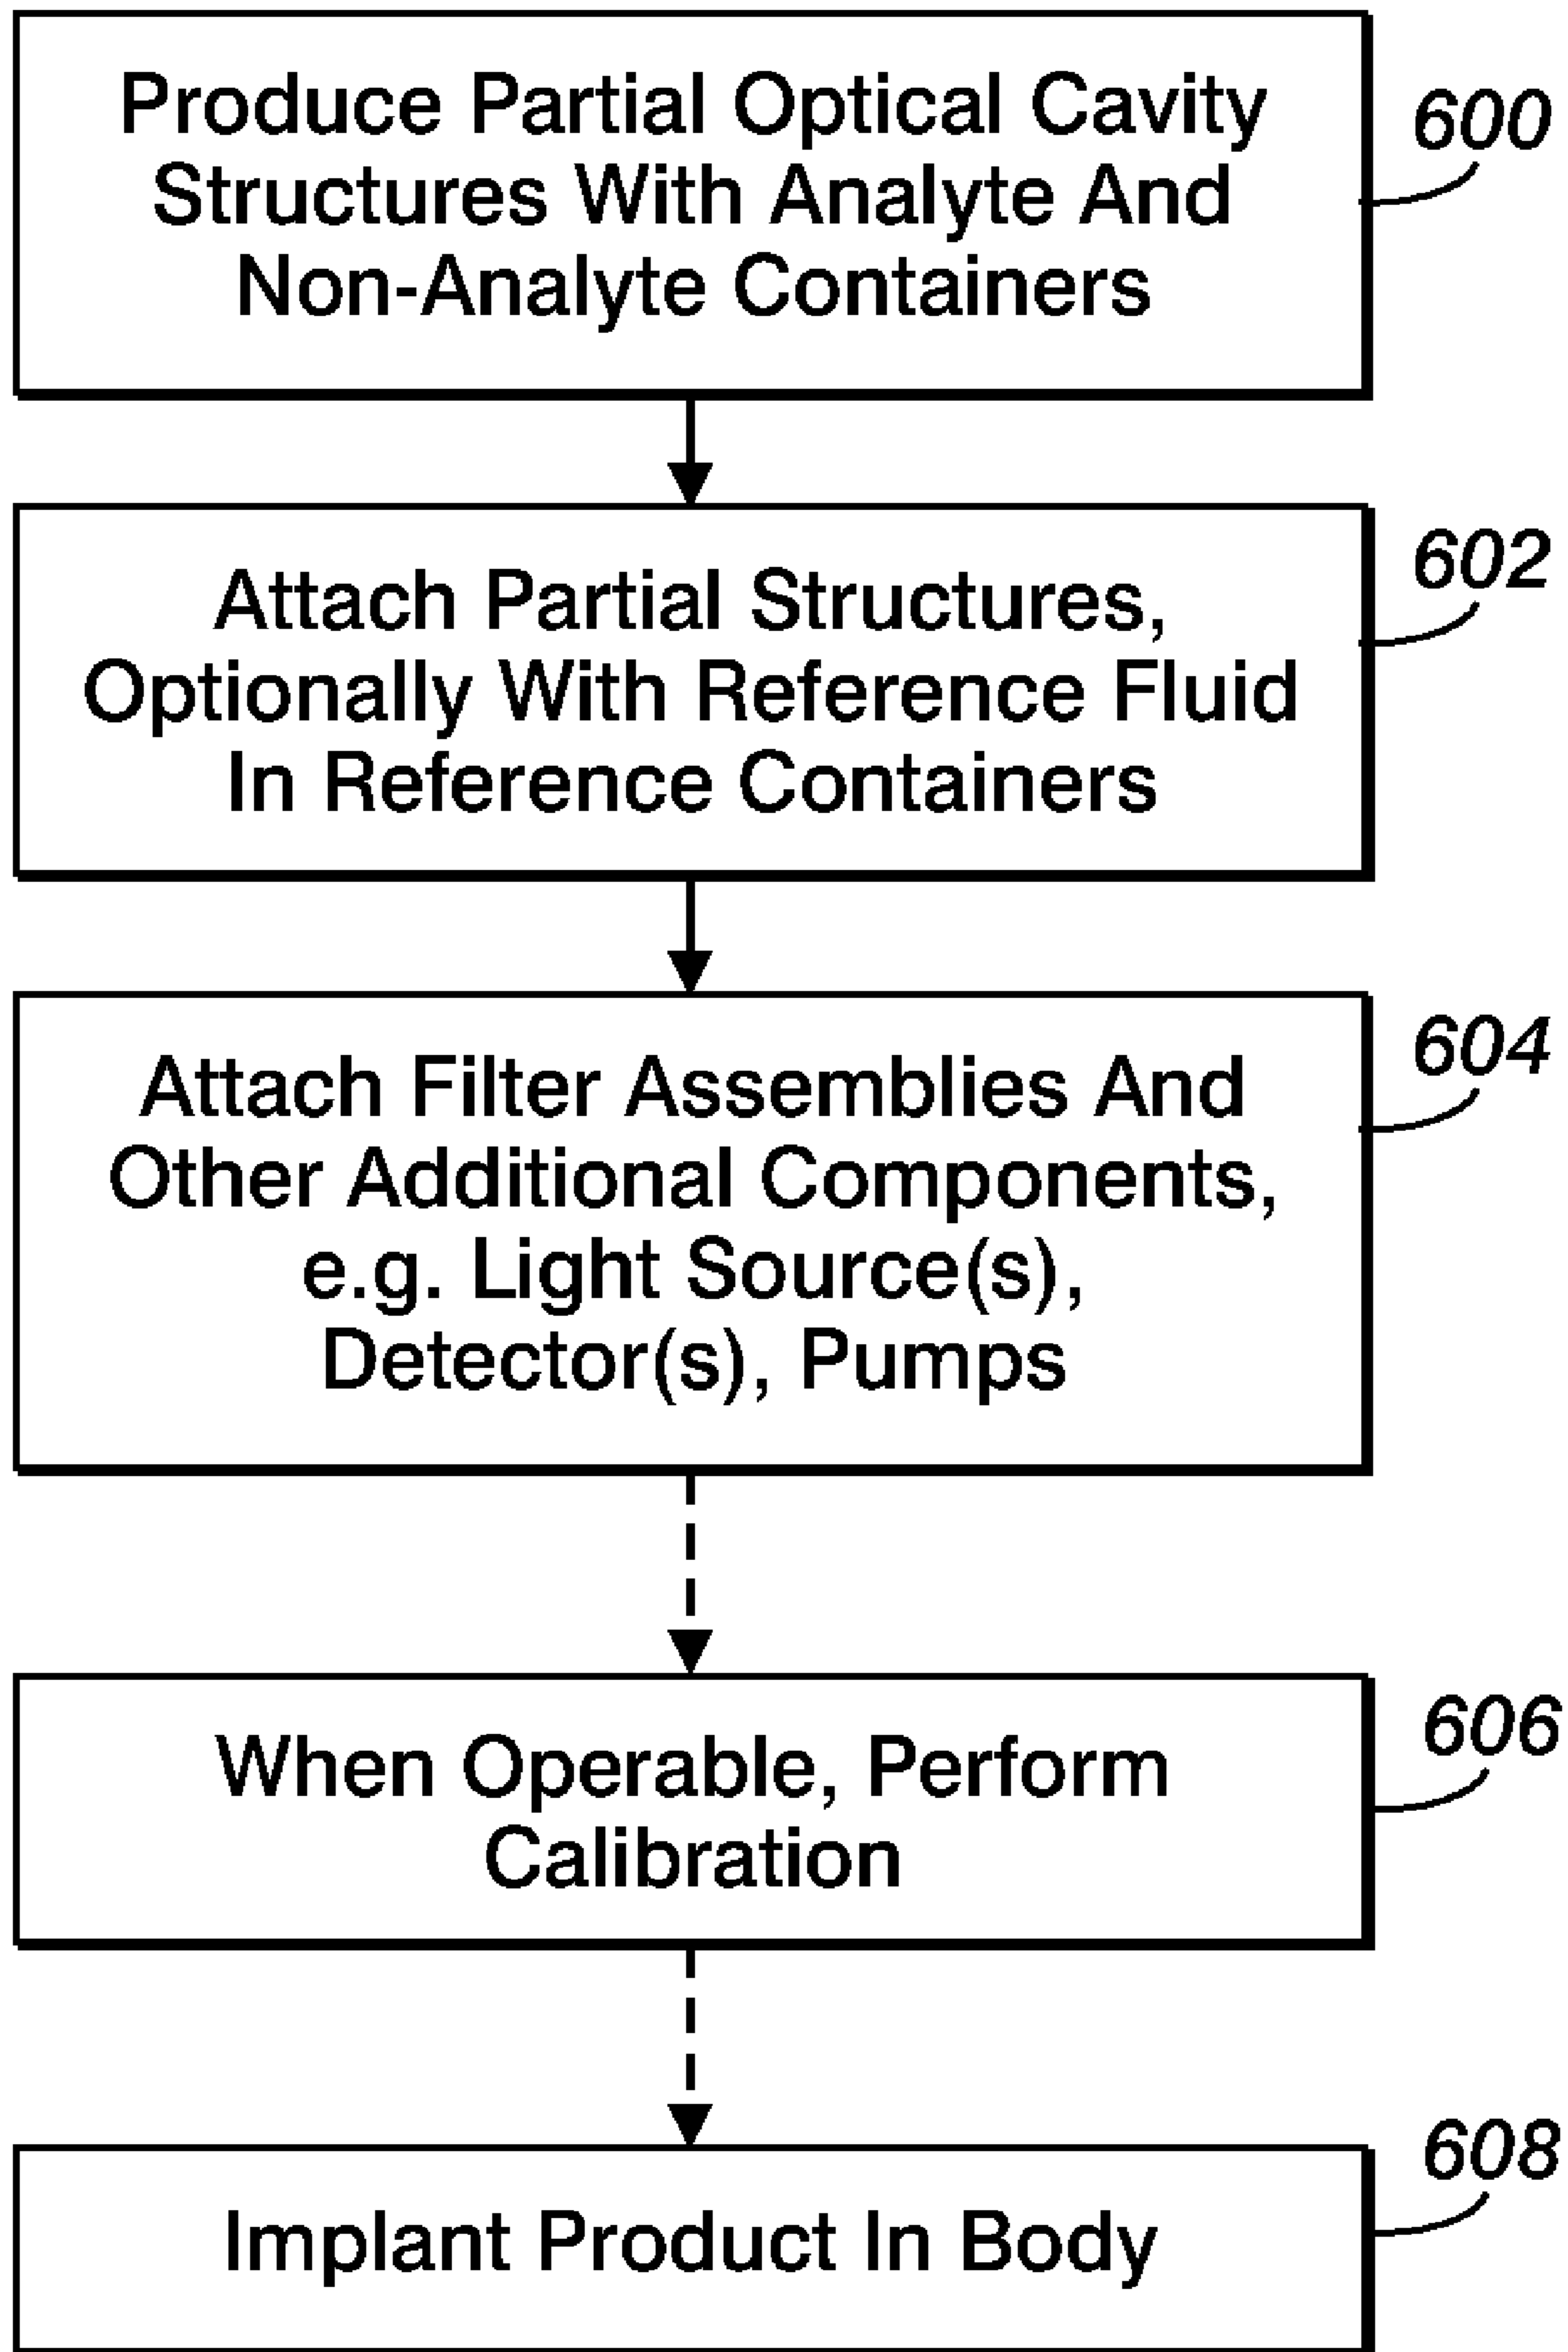 Produce Partial Optical Cavity
Structures With Analyte And
Non-Analyte Containers
600
Attach Partial Structures,
Optionally With Reference Fluid
In Reference Containers
602
Attach Filter Assemblies And
Other Additional Components,
e.g. Light Source(s),
Detector(s), Pumps
604
When Operable, Perform
Calibration
606
Implant Product In Body
608